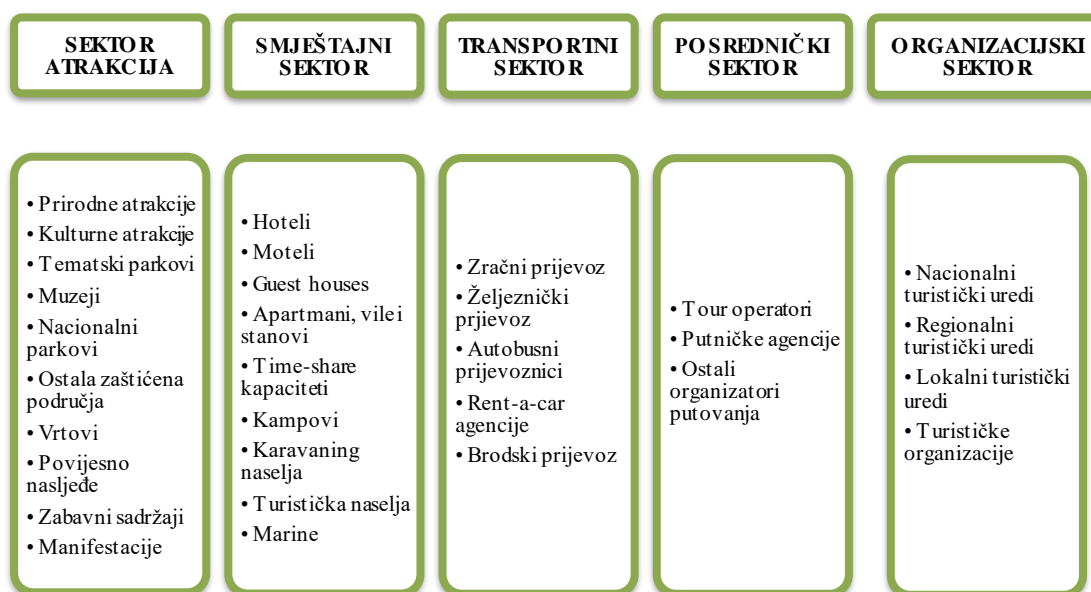 SEKTOR
ATRAKCIJA
SMJEŠTAJNI
SEKTOR
TRANSPORTNI
SEKTOR
POSREDNIČKI
SEKTOR
ORGANIZACIJSKI
SEKTOR
• Prirodne atrakcije
• Kulturne atrakcije
• Tematski parkovi
• Muzeji
• Nacionalni
parkovi
• Ostala zaštićena
područja
• Vrtovi
• Povijesno
nasljeđe
• Zabavni sadržaji
• Manifestacije
• Hoteli
• Moteli
• Guest houses
• Apartmani, vile i
stanovi
• Time-share
kapaciteti
• Kampovi
• Karavaning
naselja
• Turistička naselja
• Marine
• Zračni prijevoz
• Željeznički
prjievoz
• Autobusni
prijevoznici
• Rent-a-car
agencije
• Brodski prijevoz
• Tour operatori
• Putničke agencije
• Ostali
organizatori
putovanja
• Nacionalni
turistički uredi
• Regionalni
turistički uredi
• Lokalni turistički
uredi
• Turističke
organizacije